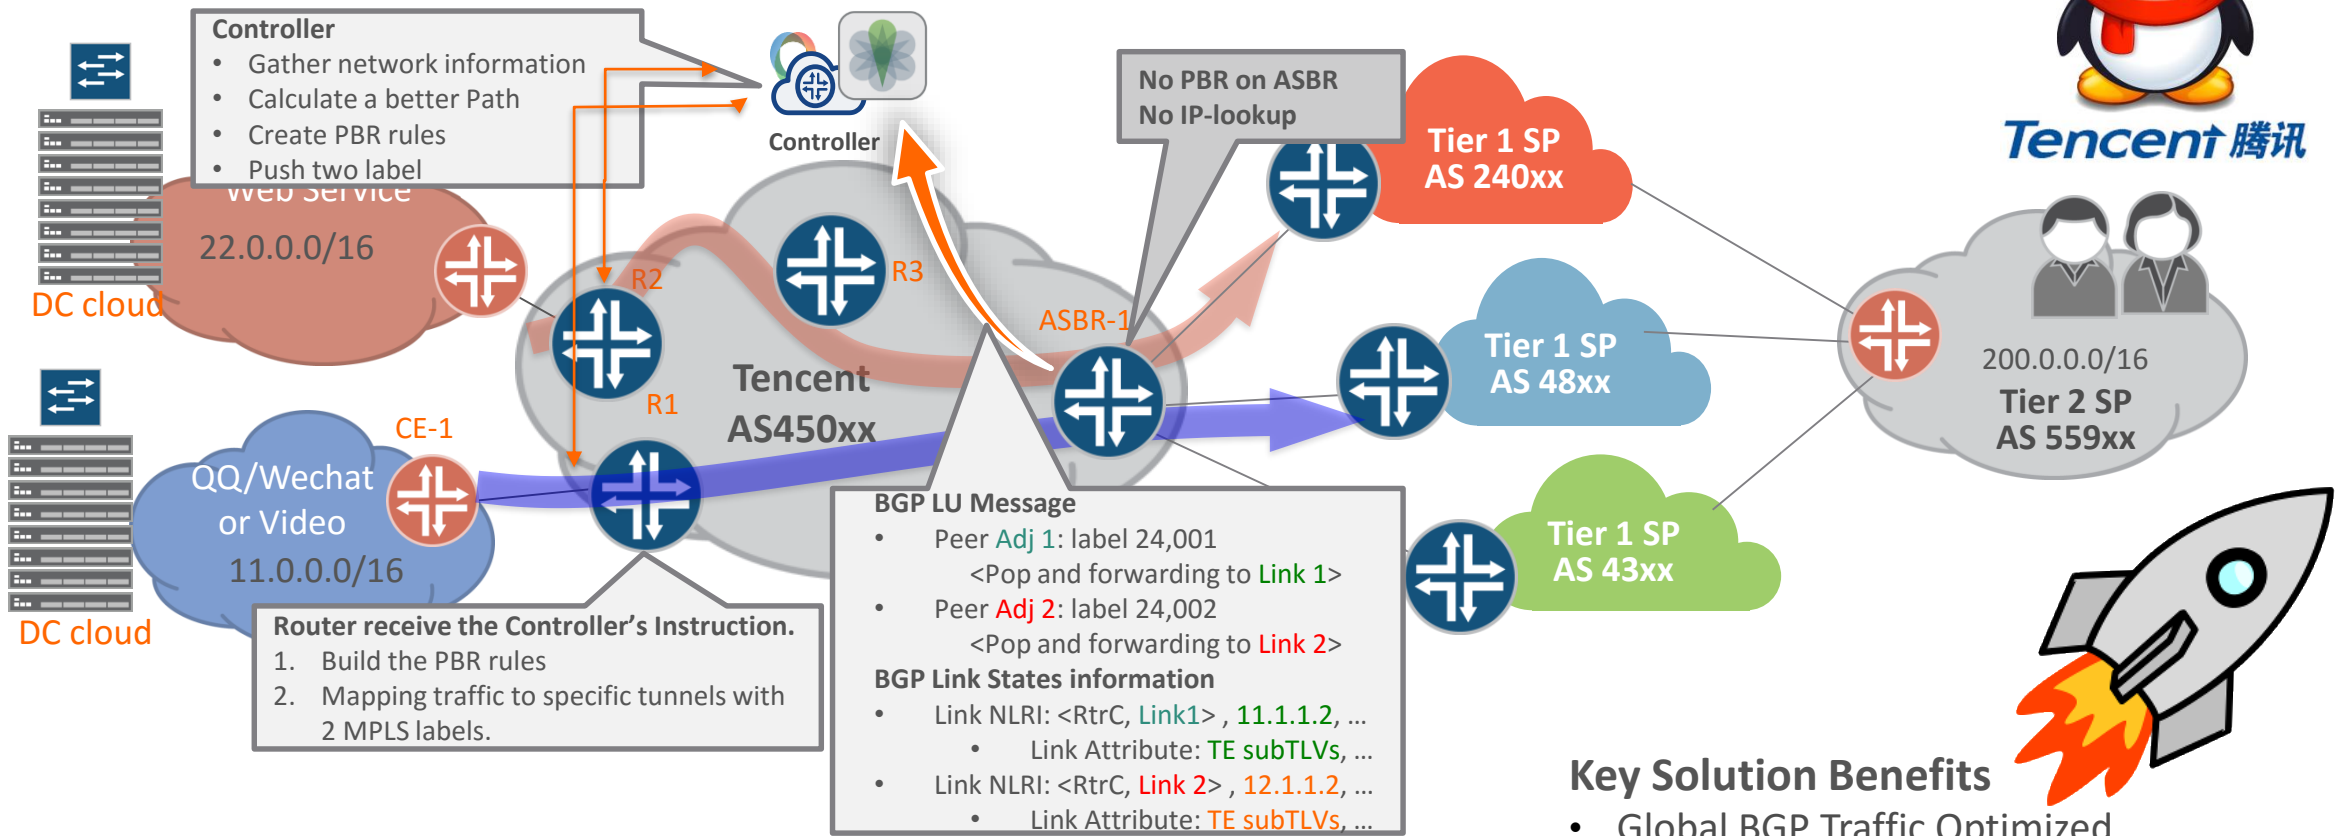 Controller
• Gather network information
• Calculate a better Path
• Create PBR rules
• Push two label
Controller
No PBR on ASBR
No IP-lookup
Tier 1 SP
AS 240xx
Tencent 腾讯
Web Service
22.0.0.0/16
DC cloud
R2
R3
ASBR-1
R1
Tencent
AS450xx
Tier 1 SP
AS 48xx
200.0.0.0/16
Tier 2 SP
AS 559xx
CE-1
QQ/Wechat
or Video
11.0.0.0/16
DC cloud
Tier 1 SP
AS 43xx
Router receive the Controller's Instruction.
1. Build the PBR rules
2. Mapping traffic to specific tunnels with
2 MPLS labels.
BGP LU Message
• Peer Adj 1: label 24,001
<Pop and forwarding to Link 1>
• Peer Adj 2: label 24,002
<Pop and forwarding to Link 2>
BGP Link States information
• Link NLRI: <RtrC, Link1> , 11.1.1.2, ...
• Link Attribute: TE subTLVs, ...
• Link NLRI: <RtrC, Link 2> , 12.1.1.2, ...
• Link Attribute: TE subTLVs, ...
Key Solution Benefits
• Global BGP Traffic Optimized